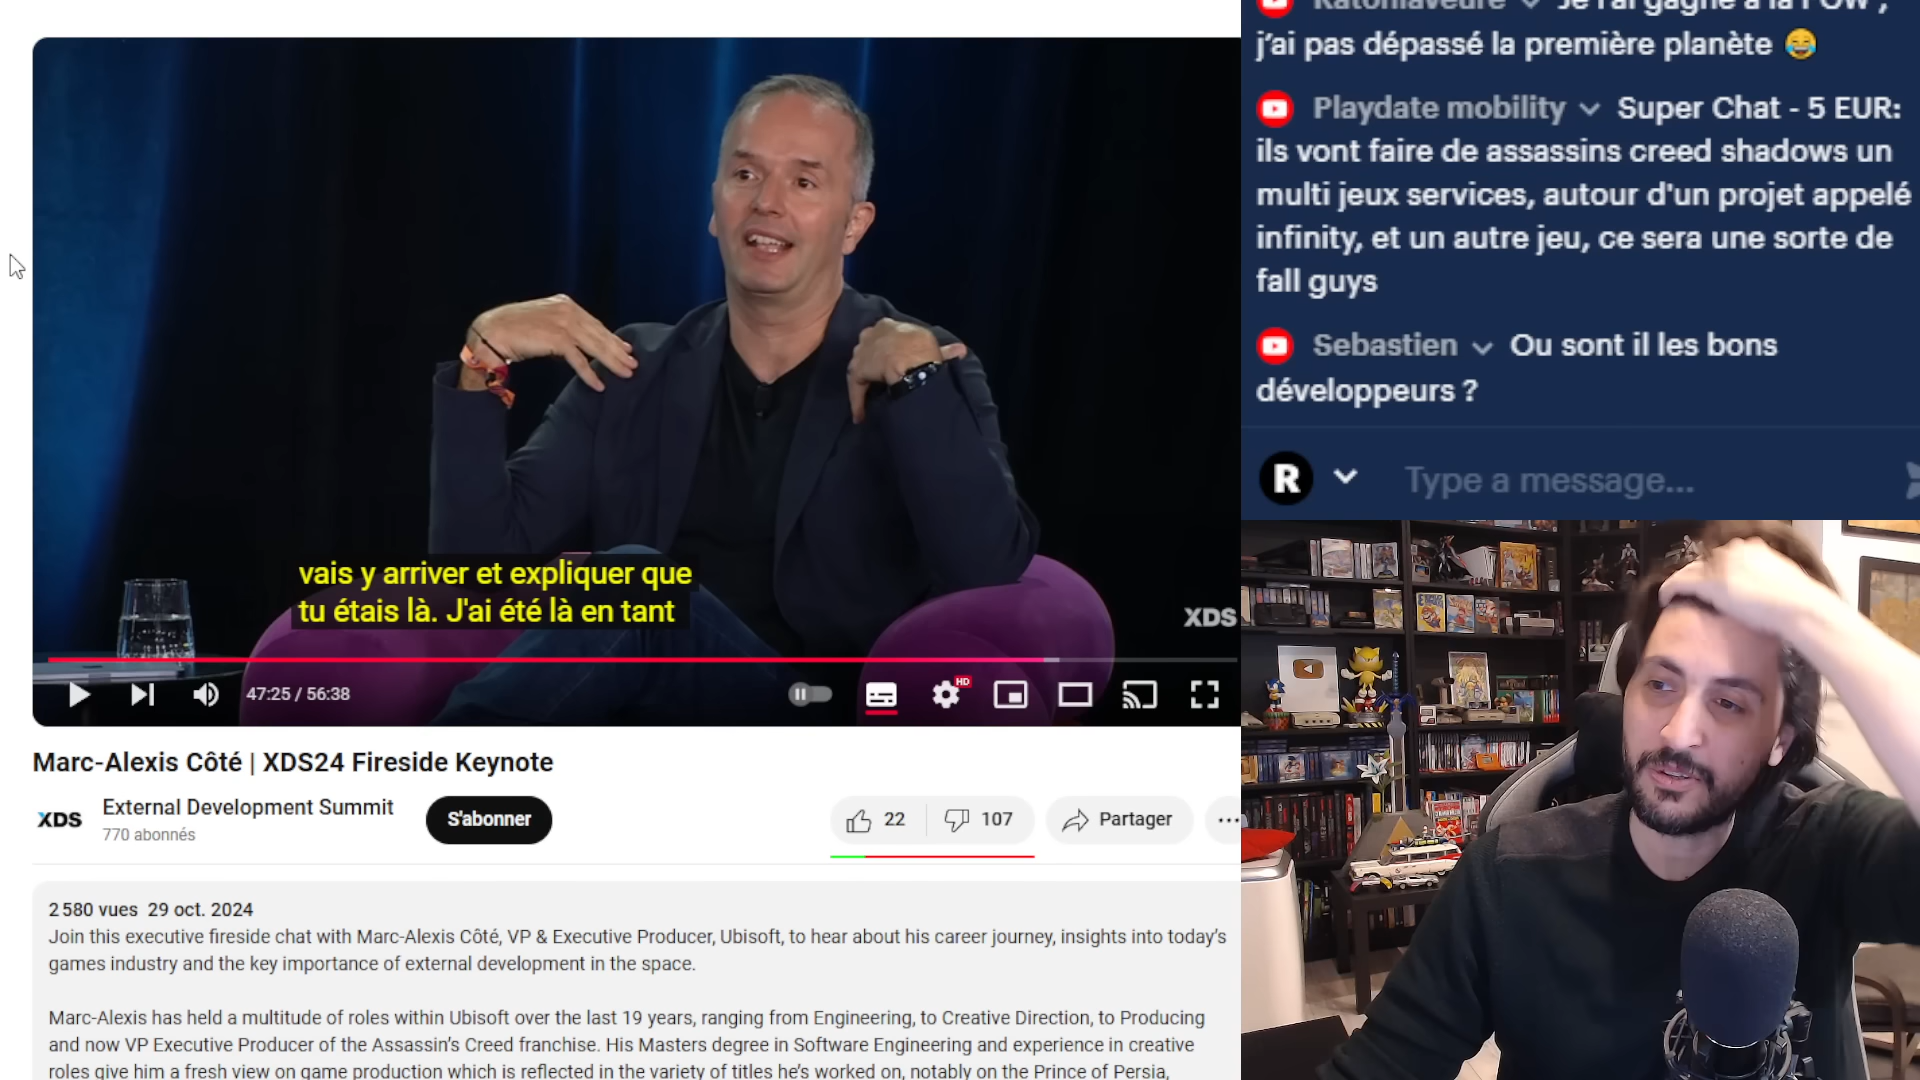 vais y arriver et expliquer que
tu étais là. J'ai été là en tant
XDS
47:25 / 56:38
HD
Marc-Alexis Côté | XDS24 Fireside Keynote
XDS
External Development Summit
770 abonnés
S'abonner
22
107
Partager
2 580 vues 29 oct. 2024
Join this executive fireside chat with Marc-Alexis Côté, VP & Executive Producer, Ubisoft, to hear about his career journey, insights into today's
games industry and the key importance of external development in the space.
Marc-Alexis has held a multitude of roles within Ubisoft over the last 19 years, ranging from Engineering, to Creative Direction, to Producing
and now VP Executive Producer of the Assassin's Creed franchise. His Masters degree in Software Engineering and experience in creative
roles give him a fresh view on game production which is reflected in the variety of titles he's worked on, notably on the Prince of Persia,
j'ai pas dépassé la première planète 😂
Playdate mobility Super Chat - 5 EUR:
ils vont faire de assassins creed shadows un
multi jeux services, autour d'un projet appelé
infinity, et un autre jeu, ce sera une sorte de
fall guys
Sebastien Ou sont il les bons
développeurs ?
R
Type a message...